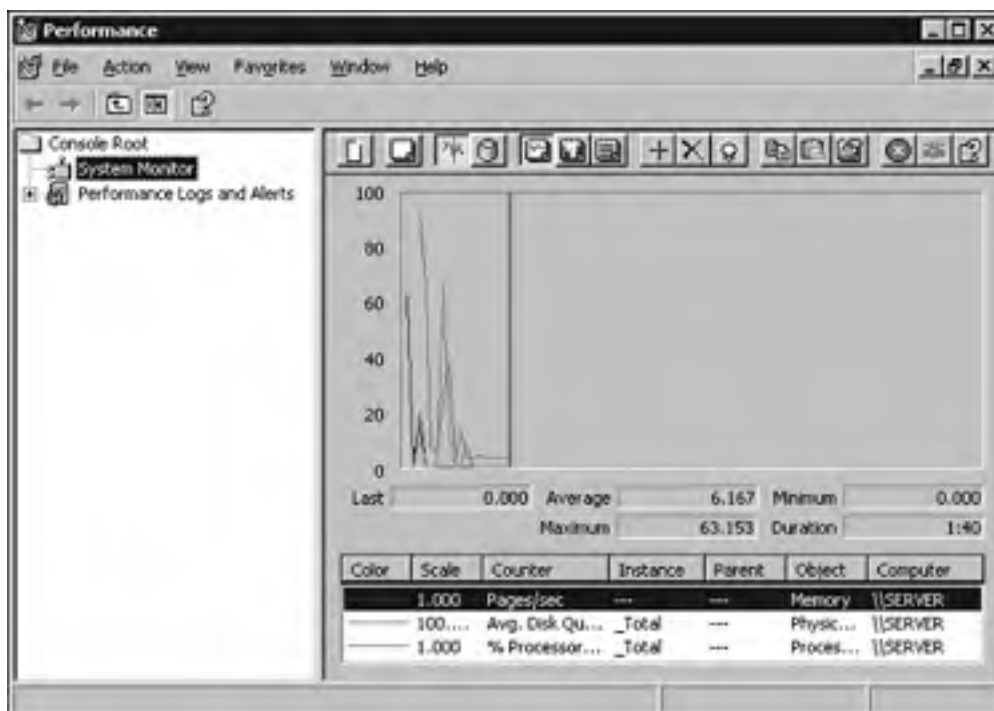 Performance
File Action View Favorites Window Help
Console Root
System Monitor
Performance Logs and Alerts
100
80
60
40
20
0
Last 0.000 Average 6.167 Minimum 0.000
Maximum 63.153 Duration 1:40
Color Scale Counter Instance Parent Object Computer
1.000 Pages/sec --- --- Memory \\SERVER
100.... Avg. Disk Qu... _Total --- Physic... \\SERVER
1.000 % Processor... _Total --- Proces... \\SERVER